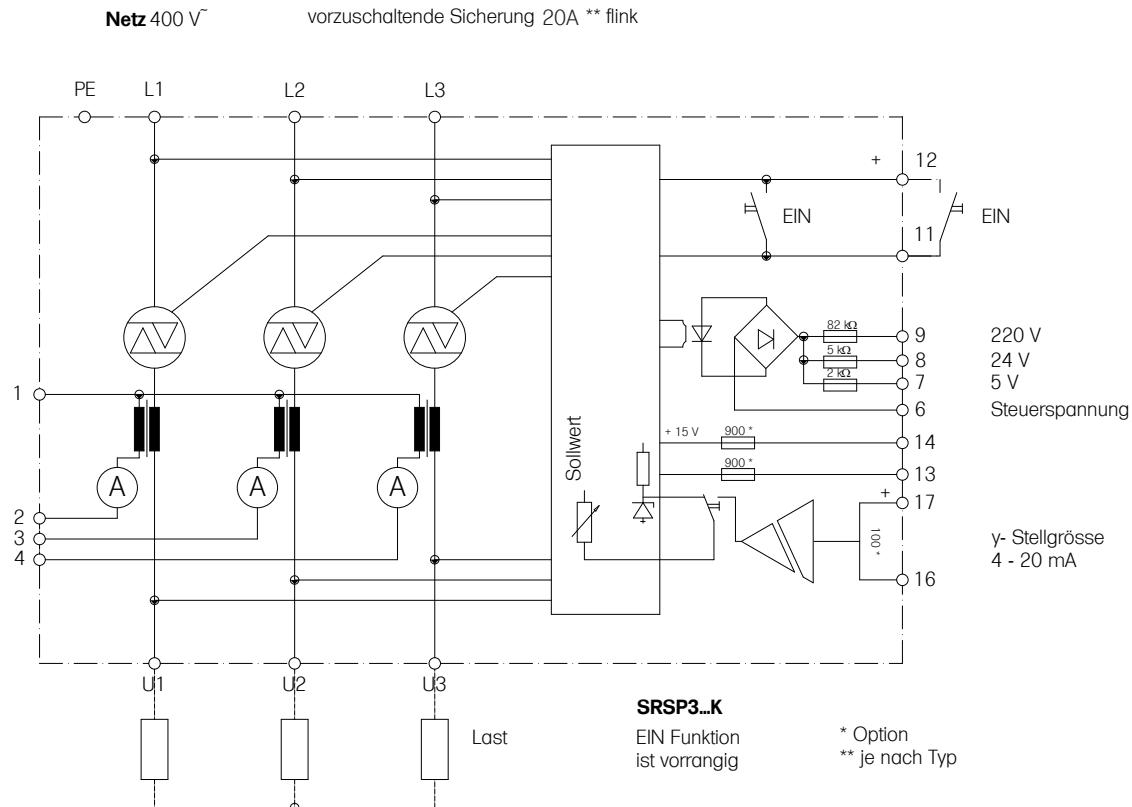 Netz 400 V~ vorzuschaltende Sicherung 20A ** flink
PE L1 L2 L3
+ 12
EIN EIN
11
82 kΩ 9 220 V
5 kΩ 8 24 V
2 kΩ 7 5 V
6 Steuerspannung
1
+ 15 V 900 * 14
900 * 13
Sollwert
A A A
+ 17
2
3
4
100 *
y- Stellgrösse
4 - 20 mA
16
U1 U2 U3
Last
SRSP3...K
EIN Funktion
ist vorrangig
* Option
** je nach Typ